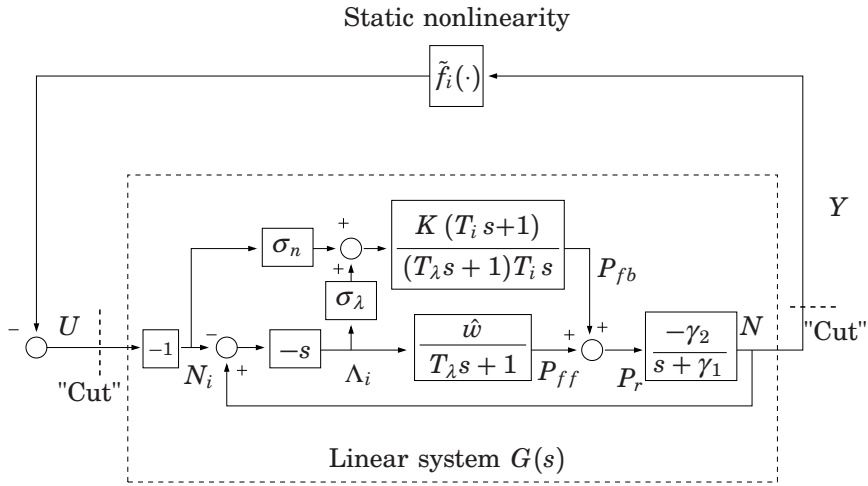 Static nonlinearity
f̃ᵢ(·)
Y
+
σₙ
K (Tᵢ s+1)
(T_λ s+1)Tᵢ s
P_fb
+
σ_λ
"Cut"
-
U
-1
-
+
-s
ŵ
T_λ s + 1
+
+
-γ₂
s + γ₁
N
"Cut"
Nᵢ
Λᵢ
P_ff
P_r
Linear system G(s)